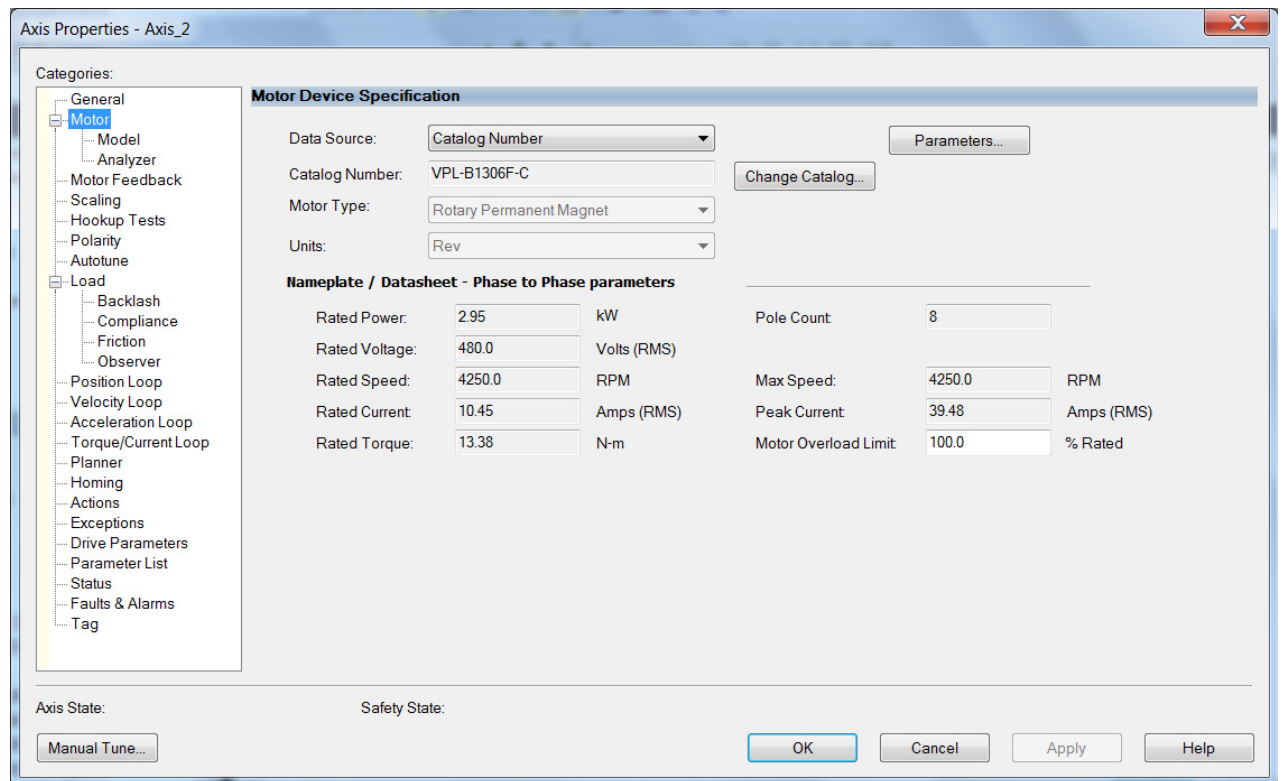 Axis Properties - Axis_2
X
Categories:
General
Motor
Model
Analyzer
Motor Feedback
Scaling
Hookup Tests
Polarity
Autotune
Load
Backlash
Compliance
Friction
Observer
Position Loop
Velocity Loop
Acceleration Loop
Torque/Current Loop
Planner
Homing
Actions
Exceptions
Drive Parameters
Parameter List
Status
Faults & Alarms
Tag
Motor Device Specification
Data Source: Catalog Number Parameters...
Catalog Number: VPL-B1306F-C Change Catalog...
Motor Type: Rotary Permanent Magnet
Units: Rev
Nameplate / Datasheet - Phase to Phase parameters
Rated Power: 2.95 kW Pole Count: 8
Rated Voltage: 480.0 Volts (RMS)
Rated Speed: 4250.0 RPM Max Speed: 4250.0 RPM
Rated Current: 10.45 Amps (RMS) Peak Current: 39.48 Amps (RMS)
Rated Torque: 13.38 N-m Motor Overload Limit: 100.0 % Rated
Axis State: Safety State:
Manual Tune... OK Cancel Apply Help